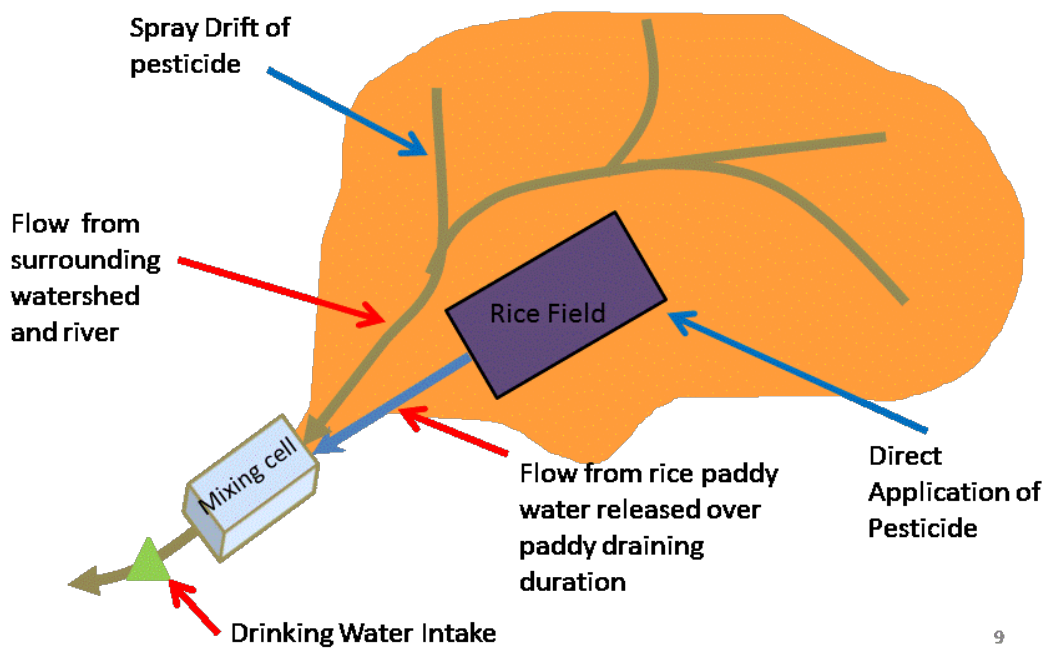 Spray Drift of
pesticide
Flow from
surrounding
watershed
and river
Rice Field
Mixing cell
Flow from rice paddy
water released over
paddy draining
duration
Direct
Application of
Pesticide
Drinking Water Intake
9